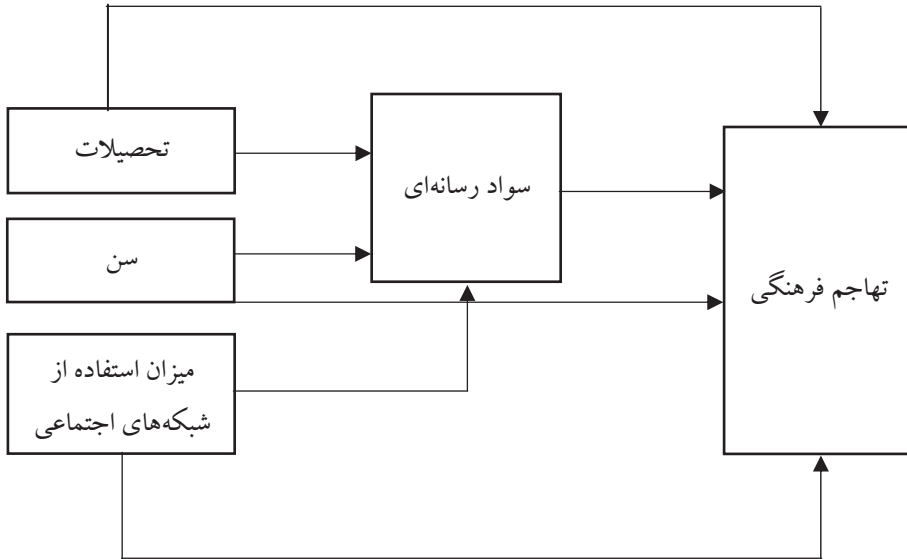 تحصیلات
سواد رسانه‌ای
سن
تهاجم فرهنگی
میزان استفاده از
شبکه‌های اجتماعی